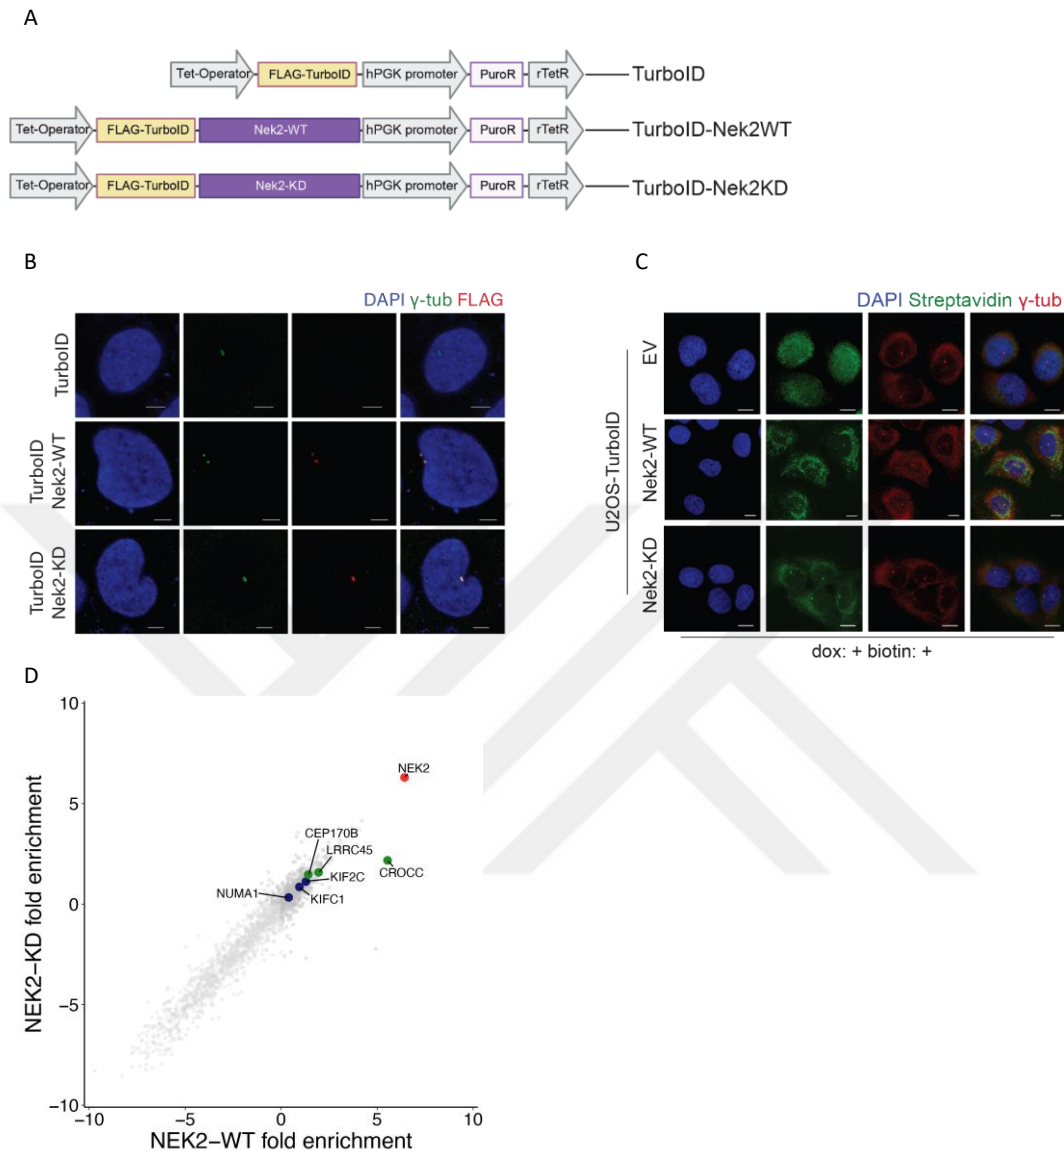 A
Tet-Operator FLAG-TurboID hPGK promoter PuroR rTetR TurboID
Tet-Operator FLAG-TurboID Nek2-WT hPGK promoter PuroR rTetR TurboID-Nek2WT
Tet-Operator FLAG-TurboID Nek2-KD hPGK promoter PuroR rTetR TurboID-Nek2KD
B
DAPI γ-tub FLAG
TurboID
TurboID
Nek2-WT
TurboID
Nek2-KD
C
DAPI Streptavidin γ-tub
U2OS-TurboID
EV
Nek2-WT
Nek2-KD
dox: + biotin: +
D
NEK2-KD fold enrichment
10
5
0
−5
−10
NEK2
CEP170B
LRRC45
CROCC
KIF2C
NUMA1
KIFC1
−10 −5 0 5 10
NEK2−WT fold enrichment